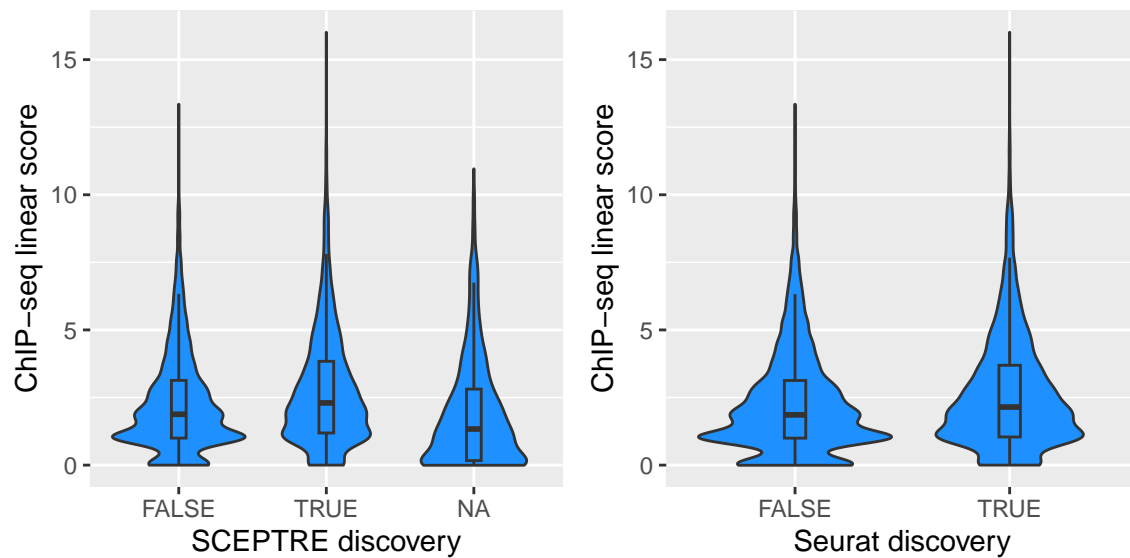 ChIP−seq linear score
15
10
5
0
FALSE
TRUE
NA
SCEPTRE discovery
ChIP−seq linear score
15
10
5
0
FALSE
TRUE
Seurat discovery